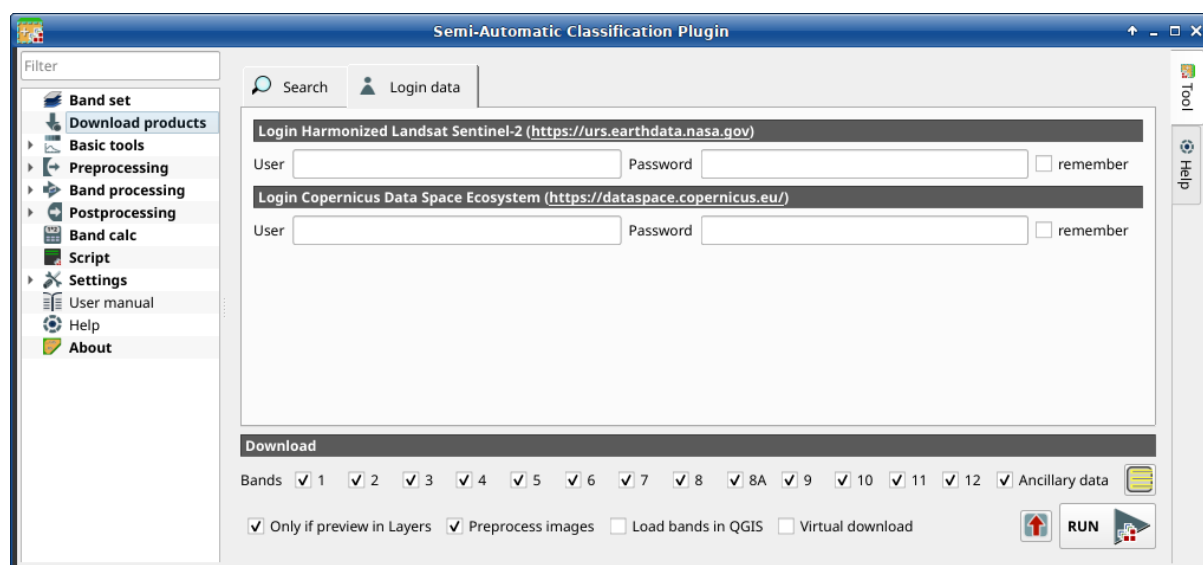 Semi-Automatic Classification Plugin
Filter
Band set
Download products
Basic tools
Preprocessing
Band processing
Postprocessing
Band calc
Script
Settings
User manual
Help
About
Search Login data
Login Harmonized Landsat Sentinel-2 (https://urs.earthdata.nasa.gov)
User Password remember
Login Copernicus Data Space Ecosystem (https://dataspace.copernicus.eu/)
User Password remember
Download
Bands 1 2 3 4 5 6 7 8 8A 9 10 11 12 Ancillary data
Only if preview in Layers Preprocess images Load bands in QGIS Virtual download RUN
Tool
Help